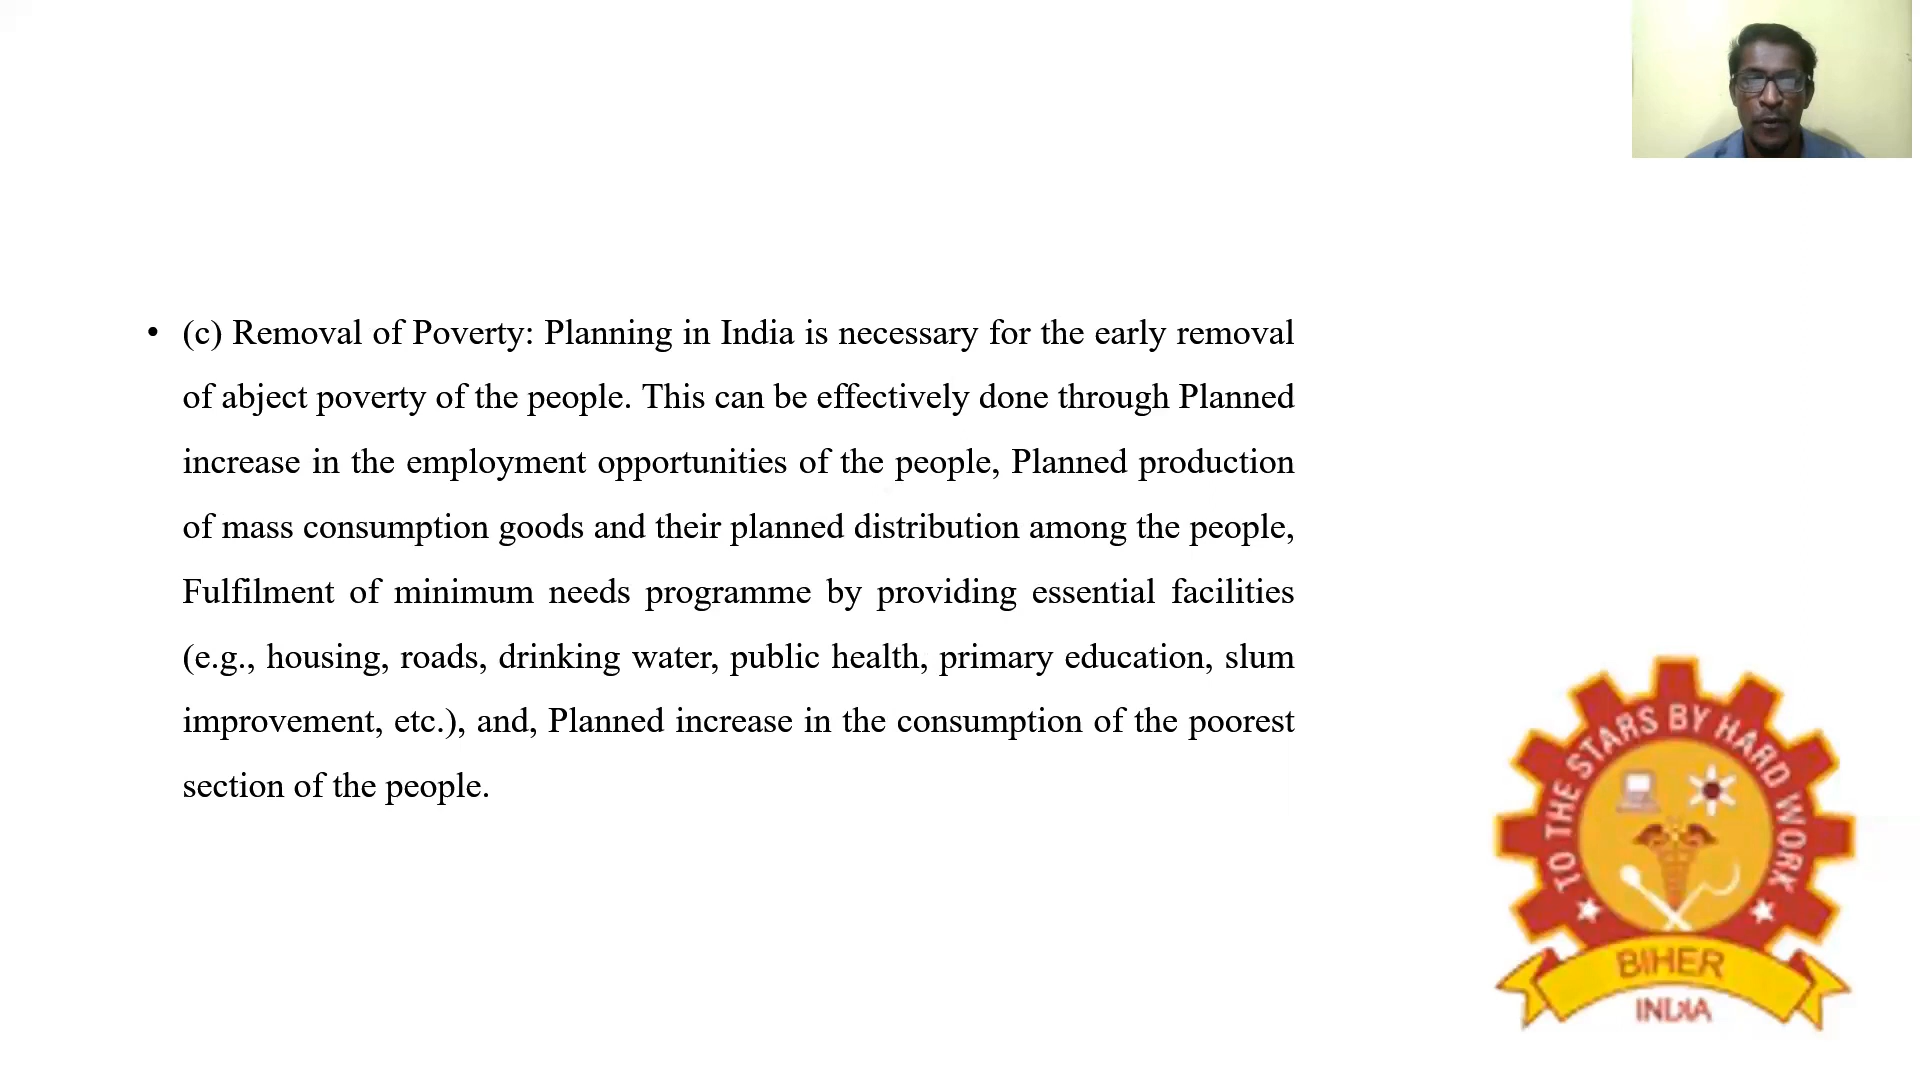 • (c) Removal of Poverty: Planning in India is necessary for the early removal
of abject poverty of the people. This can be effectively done through Planned
increase in the employment opportunities of the people, Planned production
of mass consumption goods and their planned distribution among the people,
Fulfilment of minimum needs programme by providing essential facilities
(e.g., housing, roads, drinking water, public health, primary education, slum
improvement, etc.), and, Planned increase in the consumption of the poorest
section of the people.
TO THE STARS BY HARD WORK
BIHER
INDIA